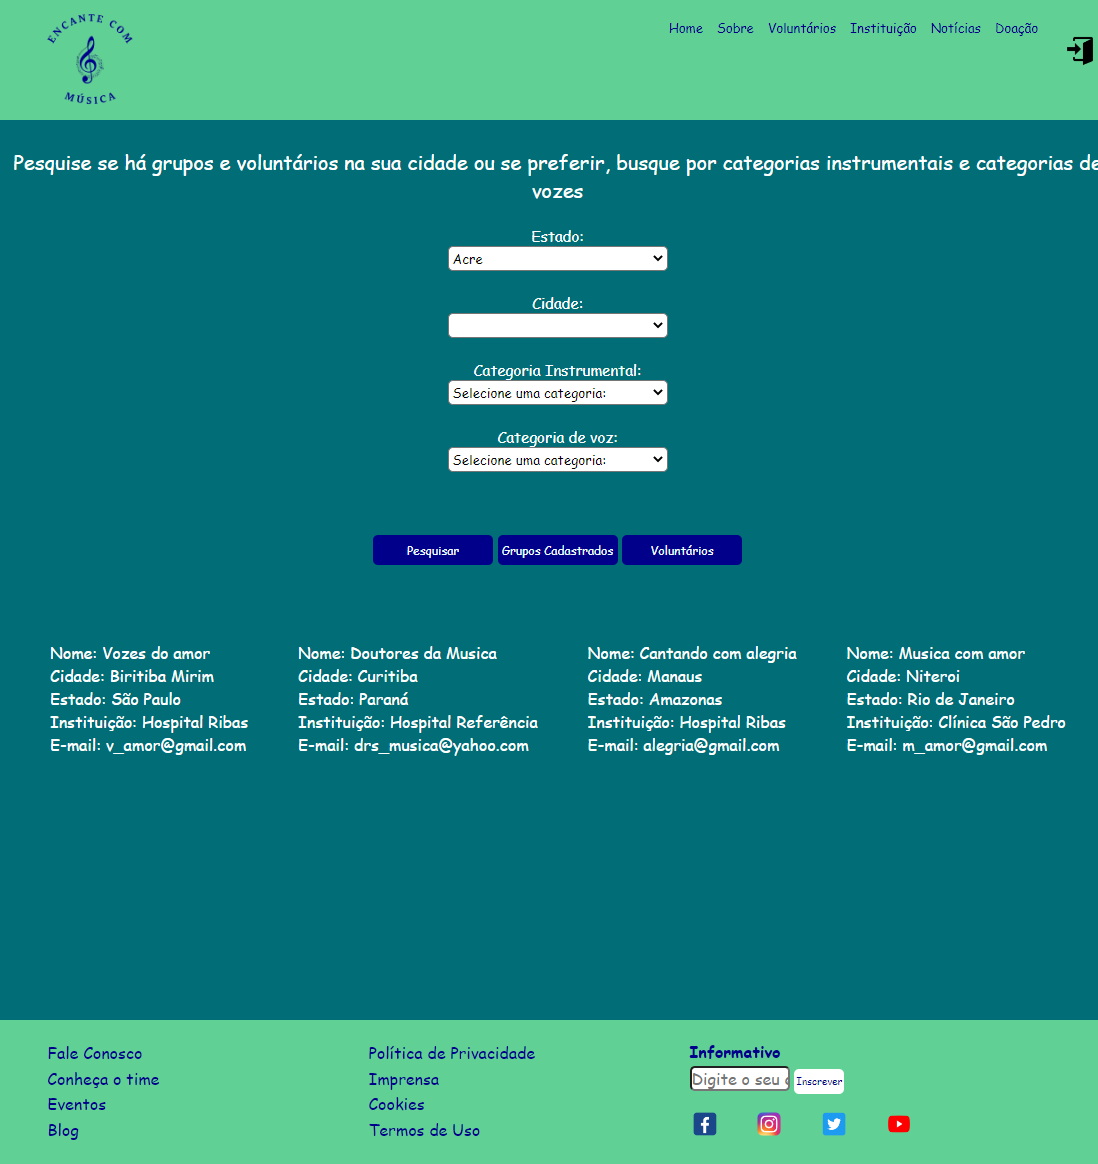 ENCANTE COM
MÚSICA
Home Sobre Voluntários Instituição Notícias Doação
Pesquise se há grupos e voluntários na sua cidade ou se preferir, busque por categorias instrumentais e categorias de
vozes
Estado:
Acre
Cidade:
Categoria Instrumental:
Selecione uma categoria:
Categoria de voz:
Selecione uma categoria:
Pesquisar Grupos Cadastrados Voluntários
Nome: Vozes do amor
Cidade: Biritiba Mirim
Estado: São Paulo
Instituição: Hospital Ribas
E-mail: v_amor@gmail.com
Nome: Doutores da Musica
Cidade: Curitiba
Estado: Paraná
Instituição: Hospital Referência
E-mail: drs_musica@yahoo.com
Nome: Cantando com alegria
Cidade: Manaus
Estado: Amazonas
Instituição: Hospital Ribas
E-mail: alegria@gmail.com
Nome: Musica com amor
Cidade: Niteroi
Estado: Rio de Janeiro
Instituição: Clínica São Pedro
E-mail: m_amor@gmail.com
Fale Conosco
Conheça o time
Eventos
Blog
Política de Privacidade
Imprensa
Cookies
Termos de Uso
Informativo
Digite o seu
Inscrever